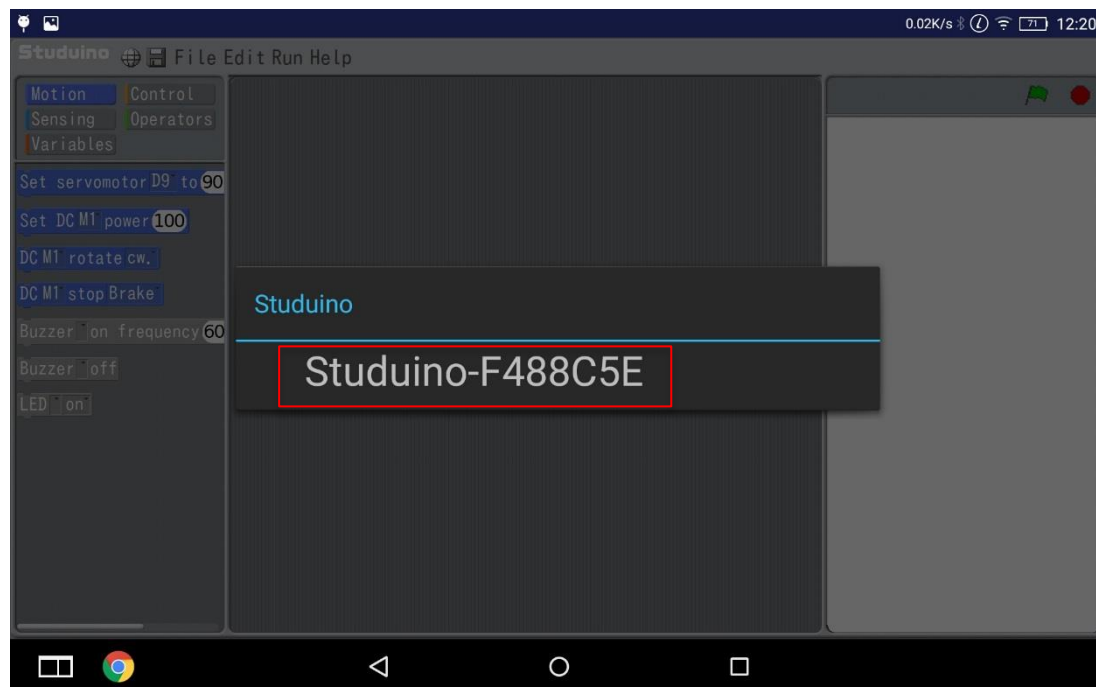 0.02K/s 71 12:20
Studuino File Edit Run Help
Motion Control
Sensing Operators
Variables
Set servomotor D9 to 90
Set DC M1 power 100
DC M1 rotate cw.
DC M1 stop Brake
Buzzer on frequency 60
Buzzer off
LED on
Studuino
Studuino-F488C5E